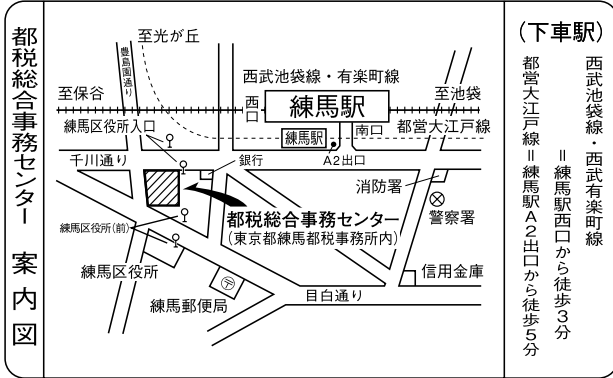 都税総合事務センター 案内図
至光が丘
豊島園通り
西武池袋線・有楽町線
至池袋
至保谷
西口
練馬駅
練馬区役所入口
練馬駅
南口
都営大江戸線
千川通り
銀行
A2出口
消防署
都税総合事務センター
(東京都練馬都税事務所内)
警察署
練馬区役所(前)
練馬区役所
信用金庫
目白通り
練馬郵便局
(下車駅)
西武池袋線・西武有楽町線
=練馬駅西口から徒歩3分
都営大江戸線=練馬駅A2出口から徒歩5分